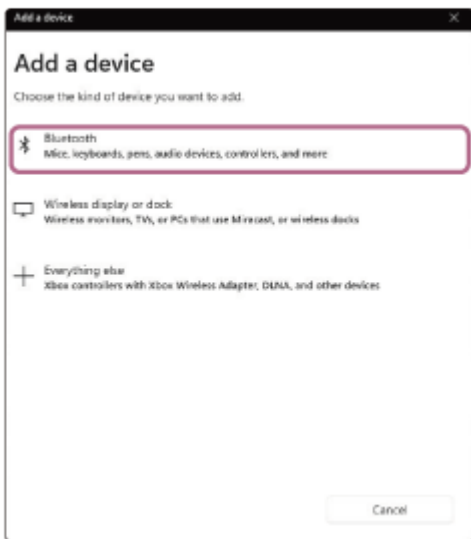 Add a device
Add a device
Choose the kind of device you want to add.
Bluetooth
Mice, keyboards, pens, audio devices, controllers, and more
Wireless display or dock
Wireless monitors, TVs, or PCs that use Miracast, or wireless docks
Everything else
Xbox controllers with Xbox Wireless Adapter, DLNA, and other devices
Cancel